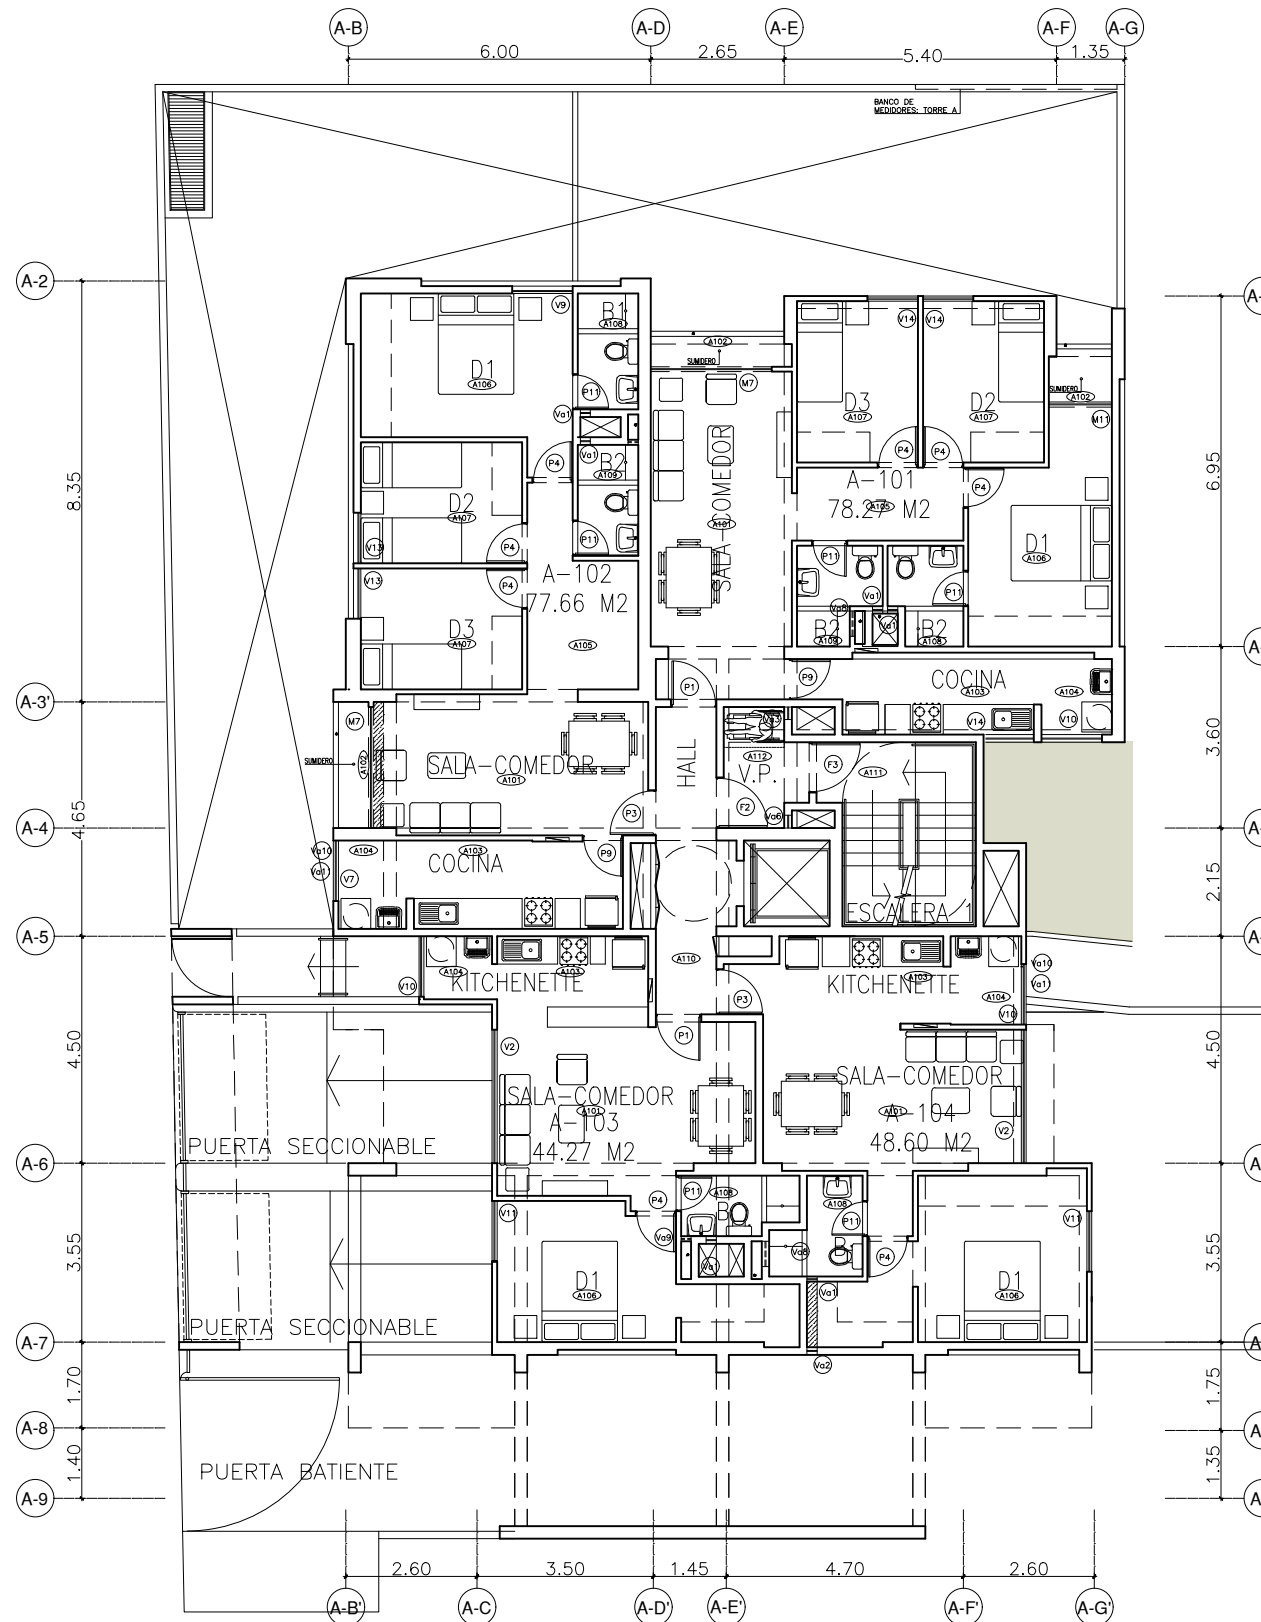 A-B
A-D
A-E
A-F
A-G
6.00
2.65
5.40
1.35
BANCO DE
MEDIDORES: TORRE A
A-2
8.35
A-3'
4.65
A-4
A-5
4.50
A-6
3.55
A-7
1.70
A-8
1.40
A-9
6.95
3.60
2.15
4.50
3.55
1.75
1.35
V9
B1
A108
D1
A106
P11
Va1
P4
Va1
B2
A109
P11
D2
A107
V13
P4
V13
P4
D3
A107
A-102
77.66 M2
A105
A102
SUMIDERO
M7
SALA-COMEDOR
A101
V14
V14
D3
A107
D2
A107
P4
P4
SUMIDERO
A102
M11
A-101
78.27 M2
A105
P4
D1
A106
P11
Va1
P11
Va8
Va1
B2
A109
B2
A108
P1
P9
COCINA
A103
A104
V14
V10
M7
SUMIDERO
A102
SALA-COMEDOR
A101
P3
HALL
Va3
A112
V.P.
F2
Va6
F3
A111
ESCALERA 1
Va10
Va1
V7
A104
A103
COCINA
P9
A110
A104
KITCHENETTE
A103
V10
P3
P1
KITCHENETTE
A103
A104
Va10
Va1
V10
V2
SALA-COMEDOR
A101
A-103
44.27 M2
SALA-COMEDOR
A101
A-104
48.60 M2
V2
PUERTA SECCIONABLE
PUERTA SECCIONABLE
PUERTA BATIENTE
V11
P4
Va9
P11
A108
B
Va1
D1
A106
Va8
A108
P11
B
P4
Va1
Va2
V11
D1
A106
2.60
3.50
1.45
4.70
2.60
A-B'
A-C
A-D'
A-E'
A-F'
A-G'